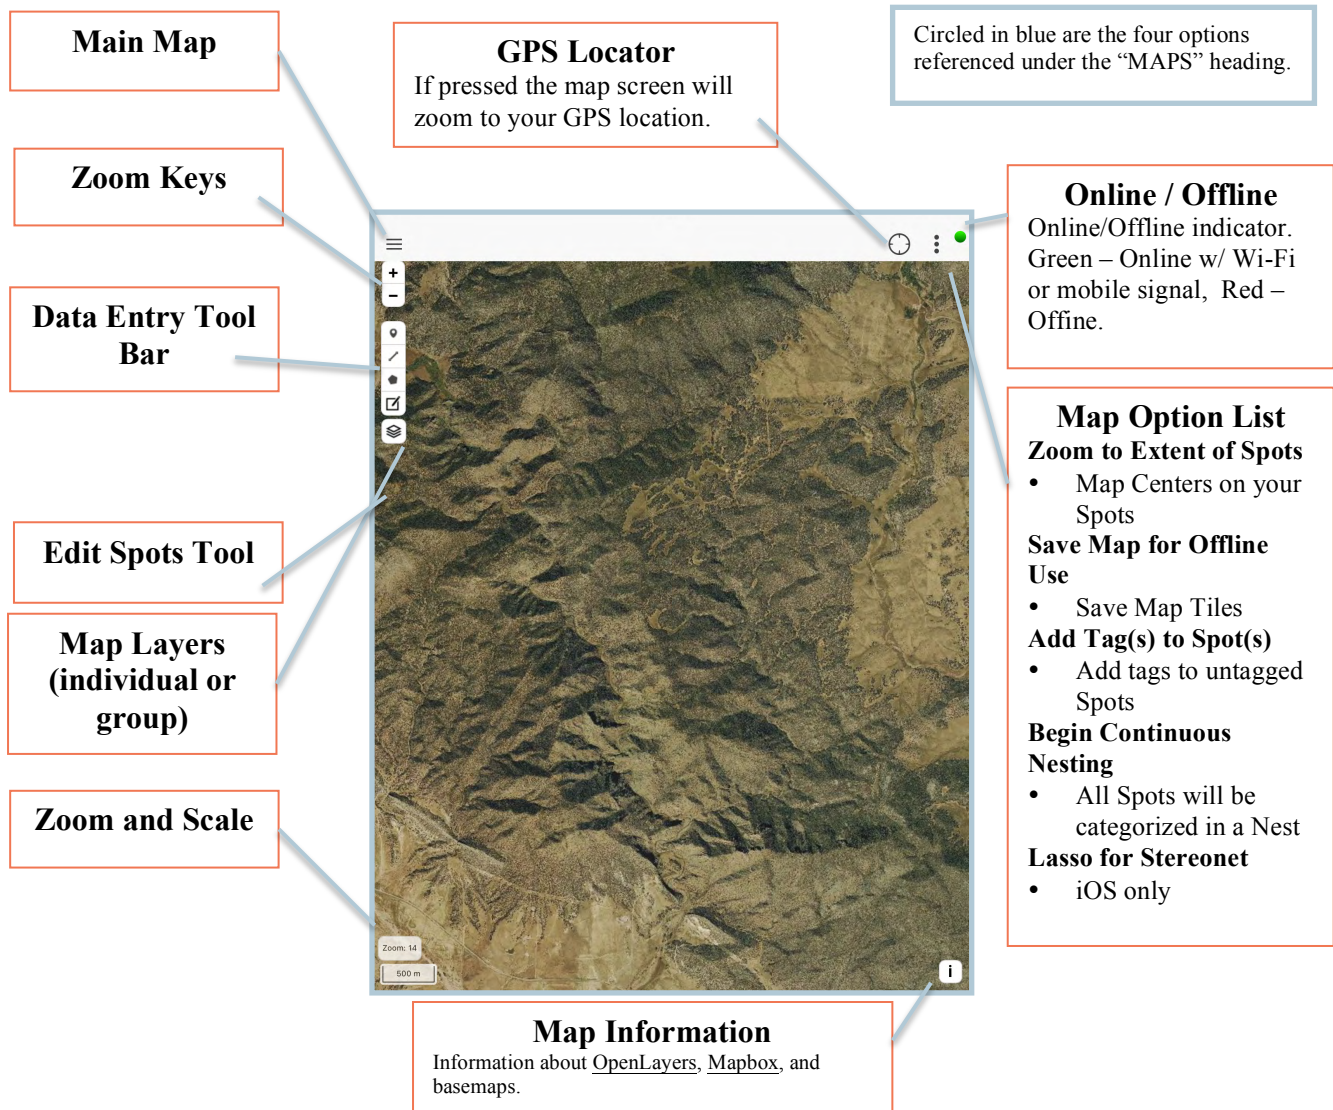 Main Map
GPS Locator
If pressed the map screen will
zoom to your GPS location.
Circled in blue are the four options
referenced under the “MAPS” heading.
Zoom Keys
Online / Offline
Online/Offline indicator.
Green – Online w/ Wi-Fi
or mobile signal, Red –
Offine.
Data Entry Tool
Bar
Map Option List
Zoom to Extent of Spots
• Map Centers on your
Spots
Save Map for Offline
Use
• Save Map Tiles
Add Tag(s) to Spot(s)
• Add tags to untagged
Spots
Begin Continuous
Nesting
• All Spots will be
categorized in a Nest
Lasso for Stereonet
• iOS only
Edit Spots Tool
Map Layers
(individual or
group)
Zoom and Scale
+
−
Zoom: 14
500 m
i
Map Information
Information about OpenLayers, Mapbox, and
basemaps.